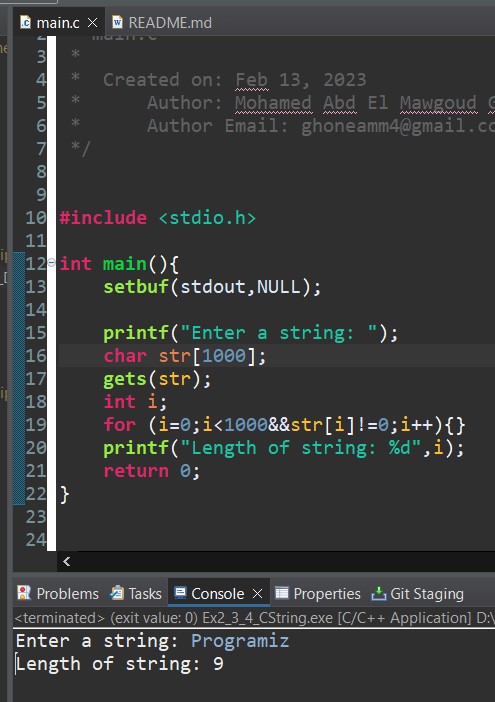 main.c
README.md
2
3 *
4 * Created on: Feb 13, 2023
5 * Author: Mohamed Abd El Mawgoud
6 * Author Email: ghoneamm4@gmail.co
7 */
8
9
10 #include <stdio.h>
11
12 int main(){
13 setbuf(stdout,NULL);
14
15 printf("Enter a string: ");
16 char str[1000];
17 gets(str);
18 int i;
19 for (i=0;i<1000&&str[i]!=0;i++){}
20 printf("Length of string: %d",i);
21 return 0;
22 }
23
24
Problems Tasks Console Properties Git Staging
<terminated> (exit value: 0) Ex2_3_4_CString.exe [C/C++ Application] D:\
Enter a string: Programiz
Length of string: 9